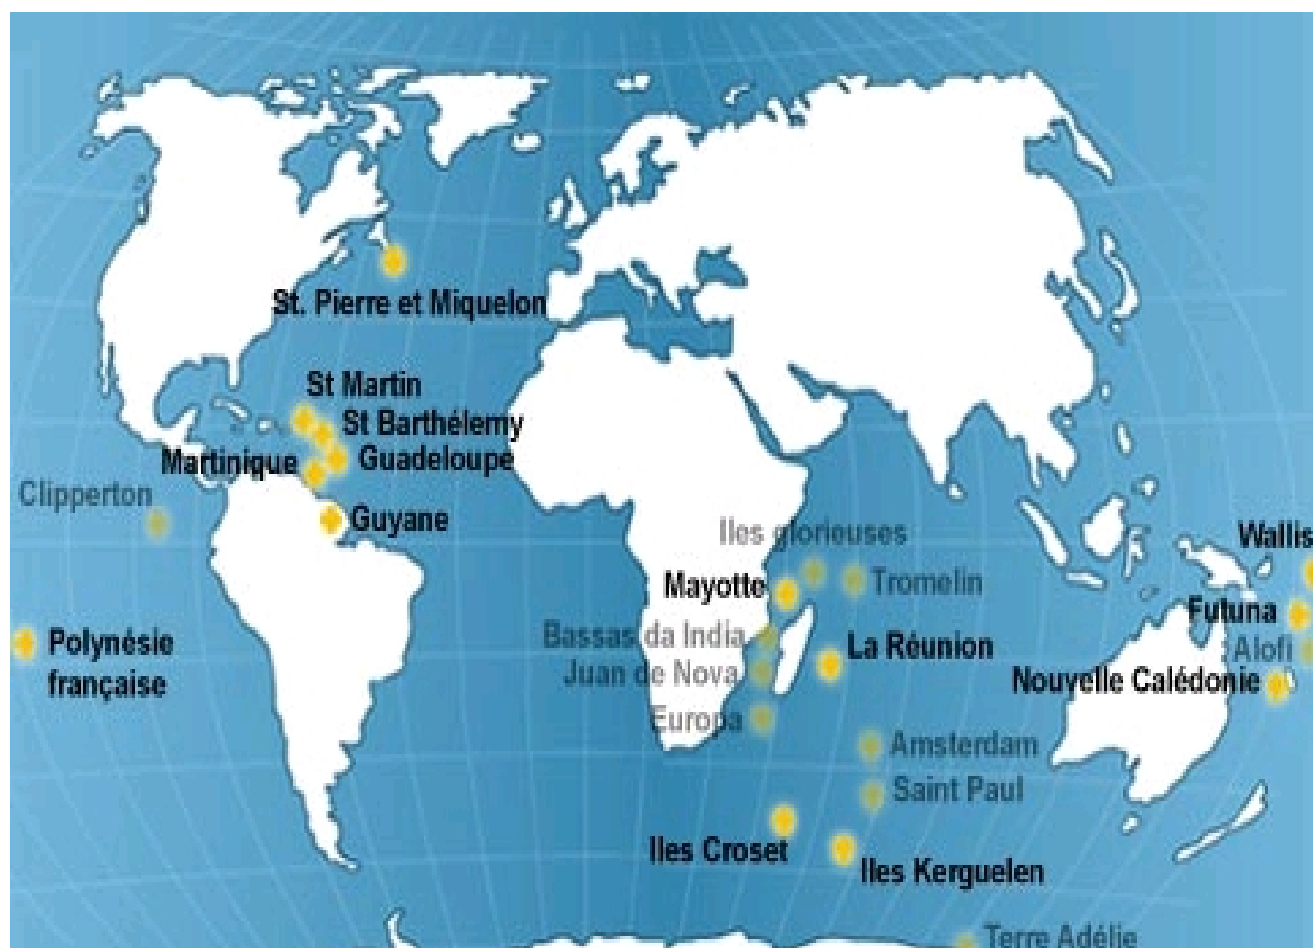 St. Pierre et Miquelon
St Martin
St Barthélemy
Martinique
Guadeloupe
Clipperton
Guyane
Iles glorieuses
Wallis
Mayotte
Tromelin
Futuna
Bassas da India
Polynésie
française
La Réunion
Alofi
Juan de Nova
Nouvelle Calédonie
Europa
Amsterdam
Saint Paul
Iles Croset
Iles Kerguelen
Terre Adélie